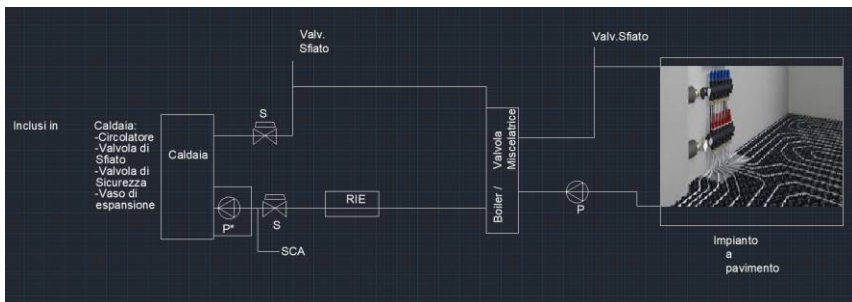 Valv.
Sfiato
Valv.Sfiato
Inclusi in
Caldaia:
-Circolatore
-Valvola di
Sfiato
-Valvola di
Sicurezza
-Vaso di
espansione
Caldaia
S
P*
S
SCA
RIE
Boiler / Valvola
Miscelatrice
P
Impianto
a
pavimento